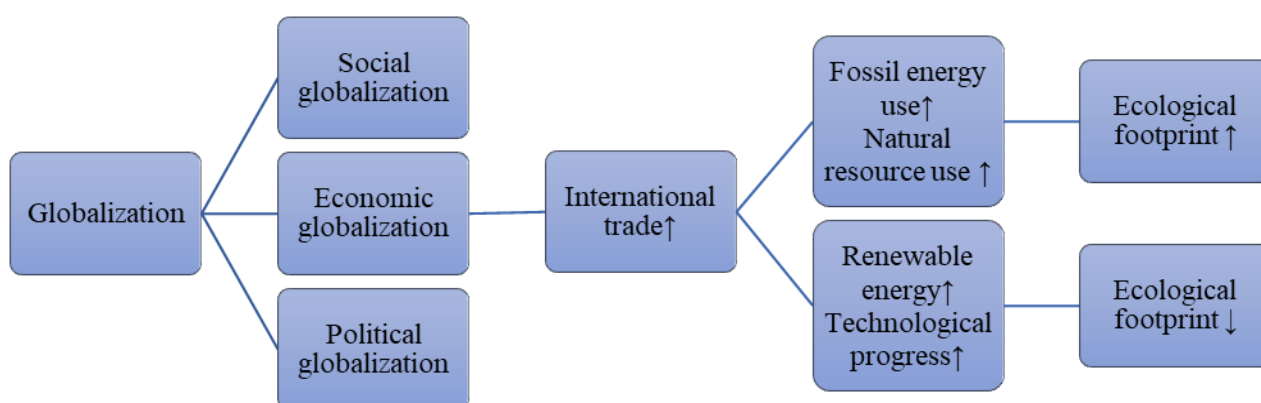 Globalization
Social
globalization
Economic
globalization
Political
globalization
International
trade↑
Fossil energy
use↑
Natural
resource use ↑
Renewable
energy↑
Technological
progress↑
Ecological
footprint ↑
Ecological
footprint ↓